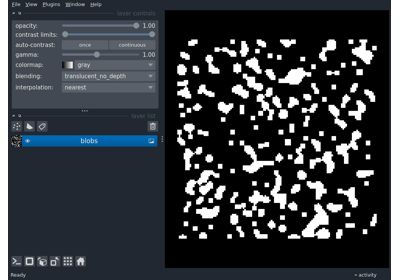 File View Plugins Window Help
layer controls
opacity: 1.00
contrast limits:
auto-contrast: once continuous
gamma: 1.00
colormap: gray
blending: translucent_no_depth
interpolation: nearest
layer list
blobs
Ready activity